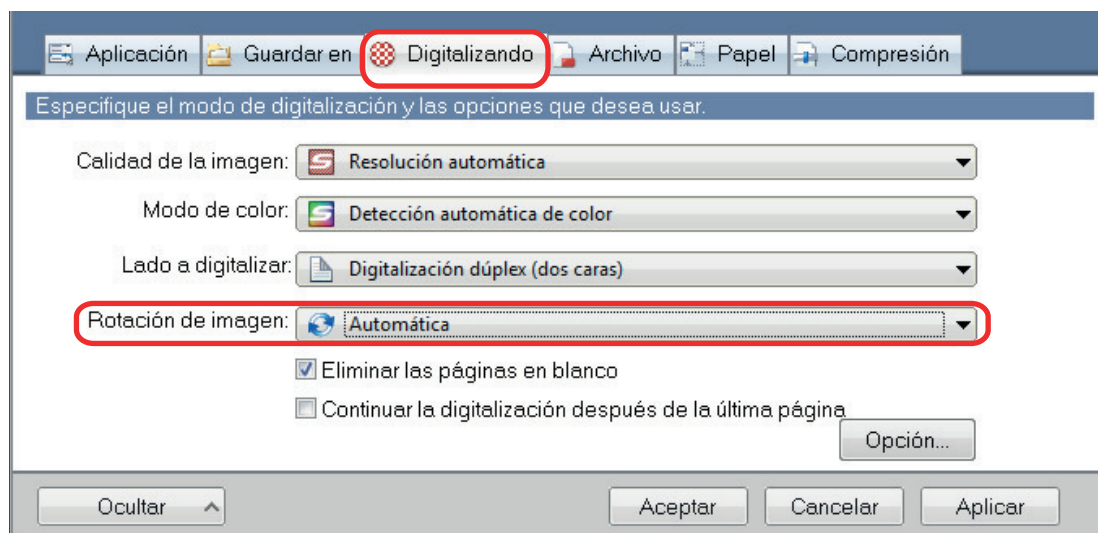 Aplicación Guardar en Digitalizando Archivo Papel Compresión
Especifique el modo de digitalización y las opciones que desea usar.
Calidad de la imagen: Resolución automática
Modo de color: Detección automática de color
Lado a digitalizar: Digitalización dúplex (dos caras)
Rotación de imagen: Automática
Eliminar las páginas en blanco
Continuar la digitalización después de la última página
Opción...
Ocultar Aceptar Cancelar Aplicar